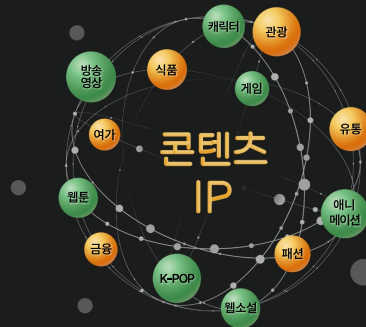 캐릭터
관광
방송
영상
식품
게임
여가
유통
콘텐츠
IP
웹툰
애니
메이션
금융
패션
K-POP
웹소설